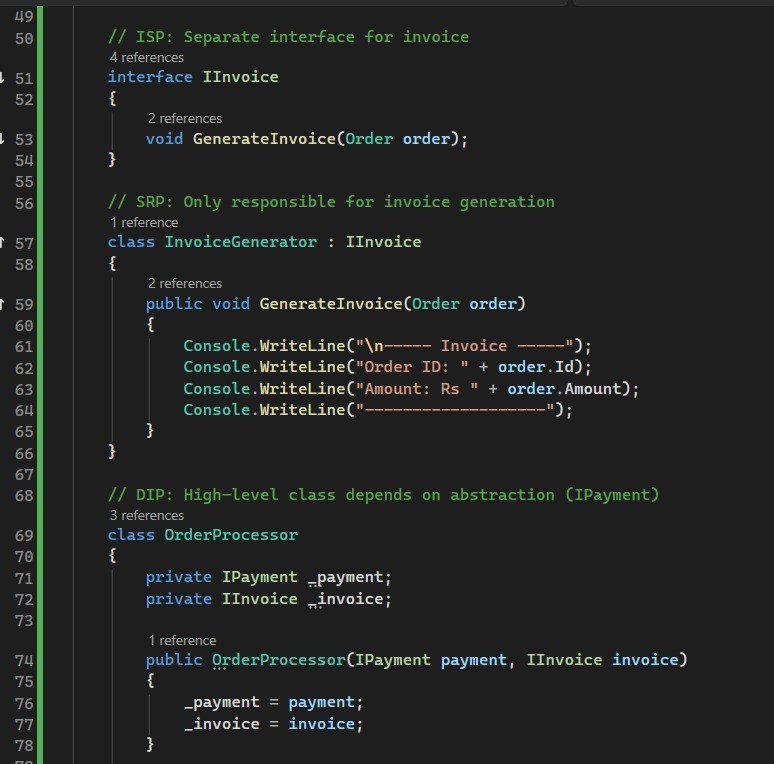 49
50 // ISP: Separate interface for invoice
4 references
51 interface IInvoice
52 {
2 references
53 void GenerateInvoice(Order order);
54 }
55
56 // SRP: Only responsible for invoice generation
1 reference
57 class InvoiceGenerator : IInvoice
58 {
2 references
59 public void GenerateInvoice(Order order)
60 {
61 Console.WriteLine("\n----- Invoice -----");
62 Console.WriteLine("Order ID: " + order.Id);
63 Console.WriteLine("Amount: Rs " + order.Amount);
64 Console.WriteLine("-------------------");
65 }
66 }
67
68 // DIP: High-level class depends on abstraction (IPayment)
3 references
69 class OrderProcessor
70 {
71 private IPayment _payment;
72 private IInvoice _invoice;
73
1 reference
74 public OrderProcessor(IPayment payment, IInvoice invoice)
75 {
76 _payment = payment;
77 _invoice = invoice;
78 }